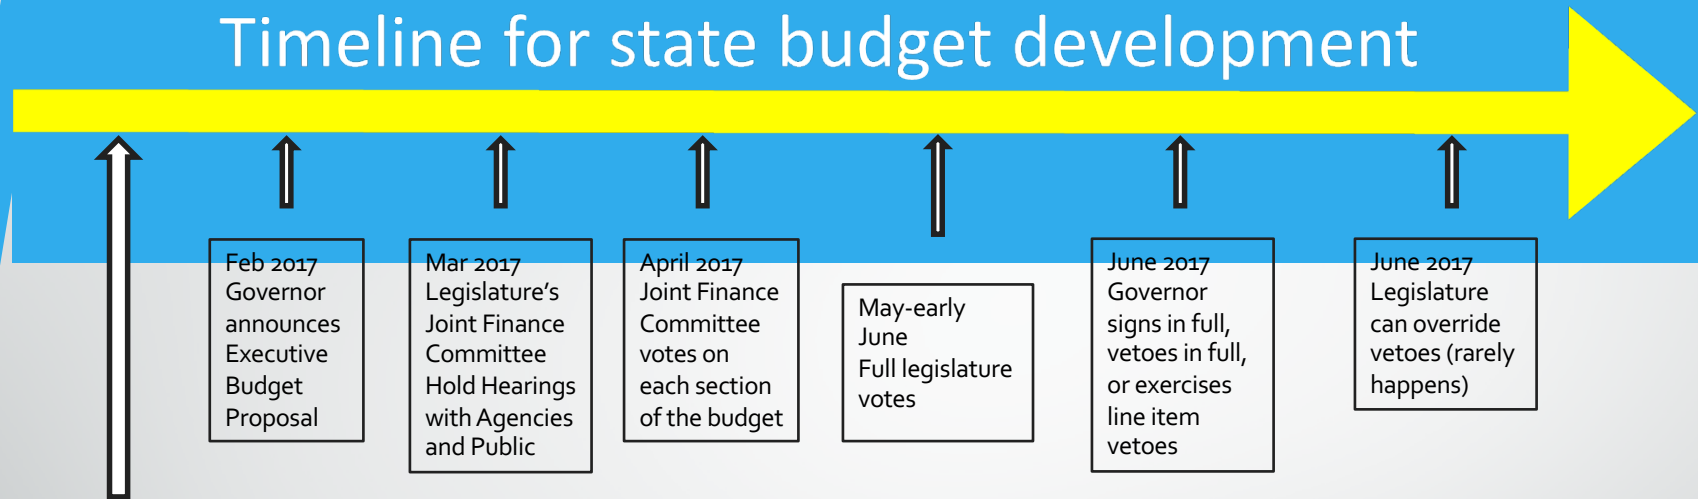 Timeline for state budget development
Feb 2017
Governor
announces
Executive
Budget
Proposal
Mar 2017
Legislature’s
Joint Finance
Committee
Hold Hearings
with Agencies
and Public
April 2017
Joint Finance
Committee
votes on
each section
of the budget
May-early
June
Full legislature
votes
June 2017
Governor
signs in full,
vetoes in full,
or exercises
line item
vetoes
June 2017
Legislature
can override
vetoes (rarely
happens)